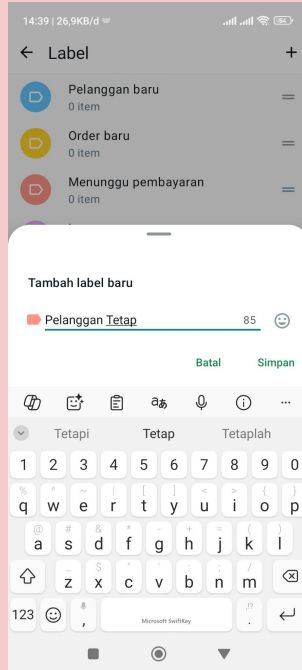 14:39 | 26,9KB/d
54
Label
Pelanggan baru
0 item
Order baru
0 item
Menunggu pembayaran
0 item
Tambah label baru
Pelanggan Tetap 85
Batal Simpan
Tetapi Tetap Tetaplah
1 2 3 4 5 6 7 8 9 0
% ^ ~ | [ ] < > { }
q w e r t y u i o p
@ # & * - + = ( )
a s d f g h j k l
_ $ " ' : ; /
z x c v b n m
123 , Microsoft SwiftKey ,!? .